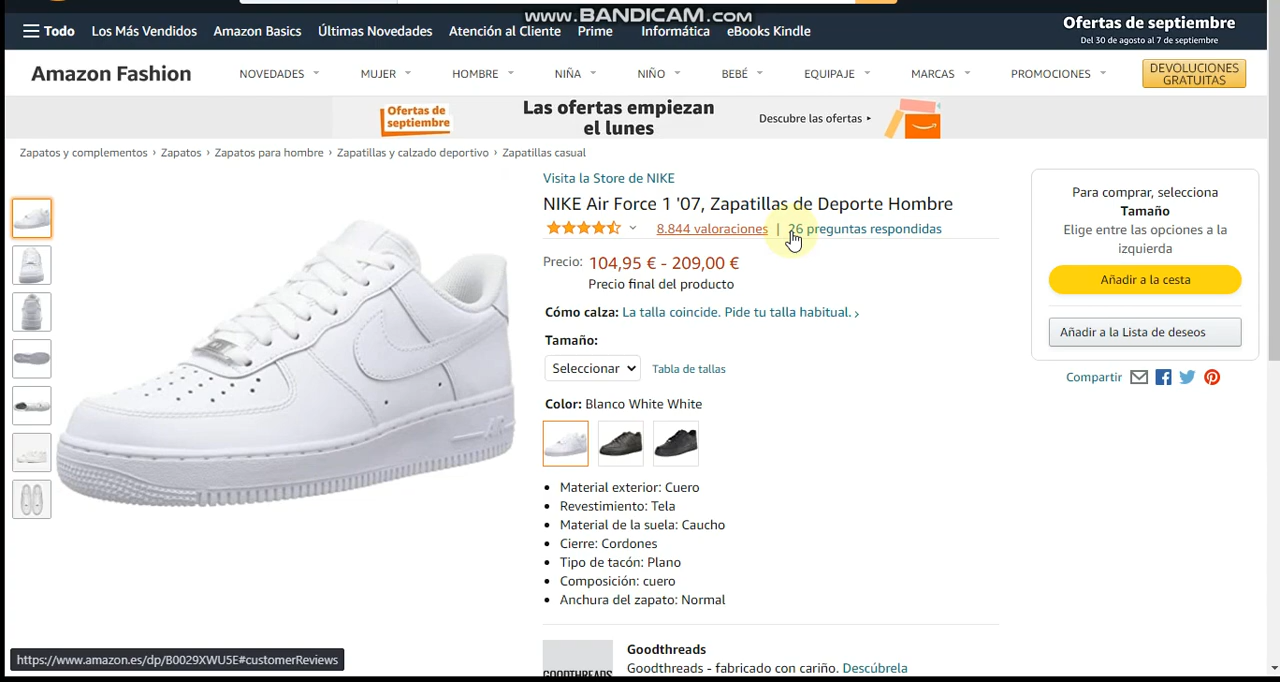 www.BANDICAM.com
Todo Los Más Vendidos Amazon Basics Últimas Novedades Atención al Cliente Prime Informática eBooks Kindle
Ofertas de septiembre
Del 30 de agosto al 7 de septiembre
Amazon Fashion NOVEDADES MUJER HOMBRE NIÑA NIÑO BEBÉ EQUIPAJE MARCAS PROMOCIONES
DEVOLUCIONES
GRATUITAS
Ofertas de
septiembre
Las ofertas empiezan
el lunes
Descubre las ofertas
Zapatos y complementos › Zapatos › Zapatos para hombre › Zapatillas y calzado deportivo › Zapatillas casual
Visita la Store de NIKE
NIKE Air Force 1 '07, Zapatillas de Deporte Hombre
8.844 valoraciones | 26 preguntas respondidas
Precio: 104,95 € - 209,00 €
Precio final del producto
Cómo calza: La talla coincide. Pide tu talla habitual. ›
Tamaño:
Seleccionar Tabla de tallas
Color: Blanco White White
• Material exterior: Cuero
• Revestimiento: Tela
• Material de la suela: Caucho
• Cierre: Cordones
• Tipo de tacón: Plano
• Composición: cuero
• Anchura del zapato: Normal
GOODTHREADS
Goodthreads
Goodthreads - fabricado con cariño. Descúbrela
Para comprar, selecciona
Tamaño
Elige entre las opciones a la
izquierda
Añadir a la cesta
Añadir a la Lista de deseos
Compartir
https://www.amazon.es/dp/B0029XWU5E#customerReviews